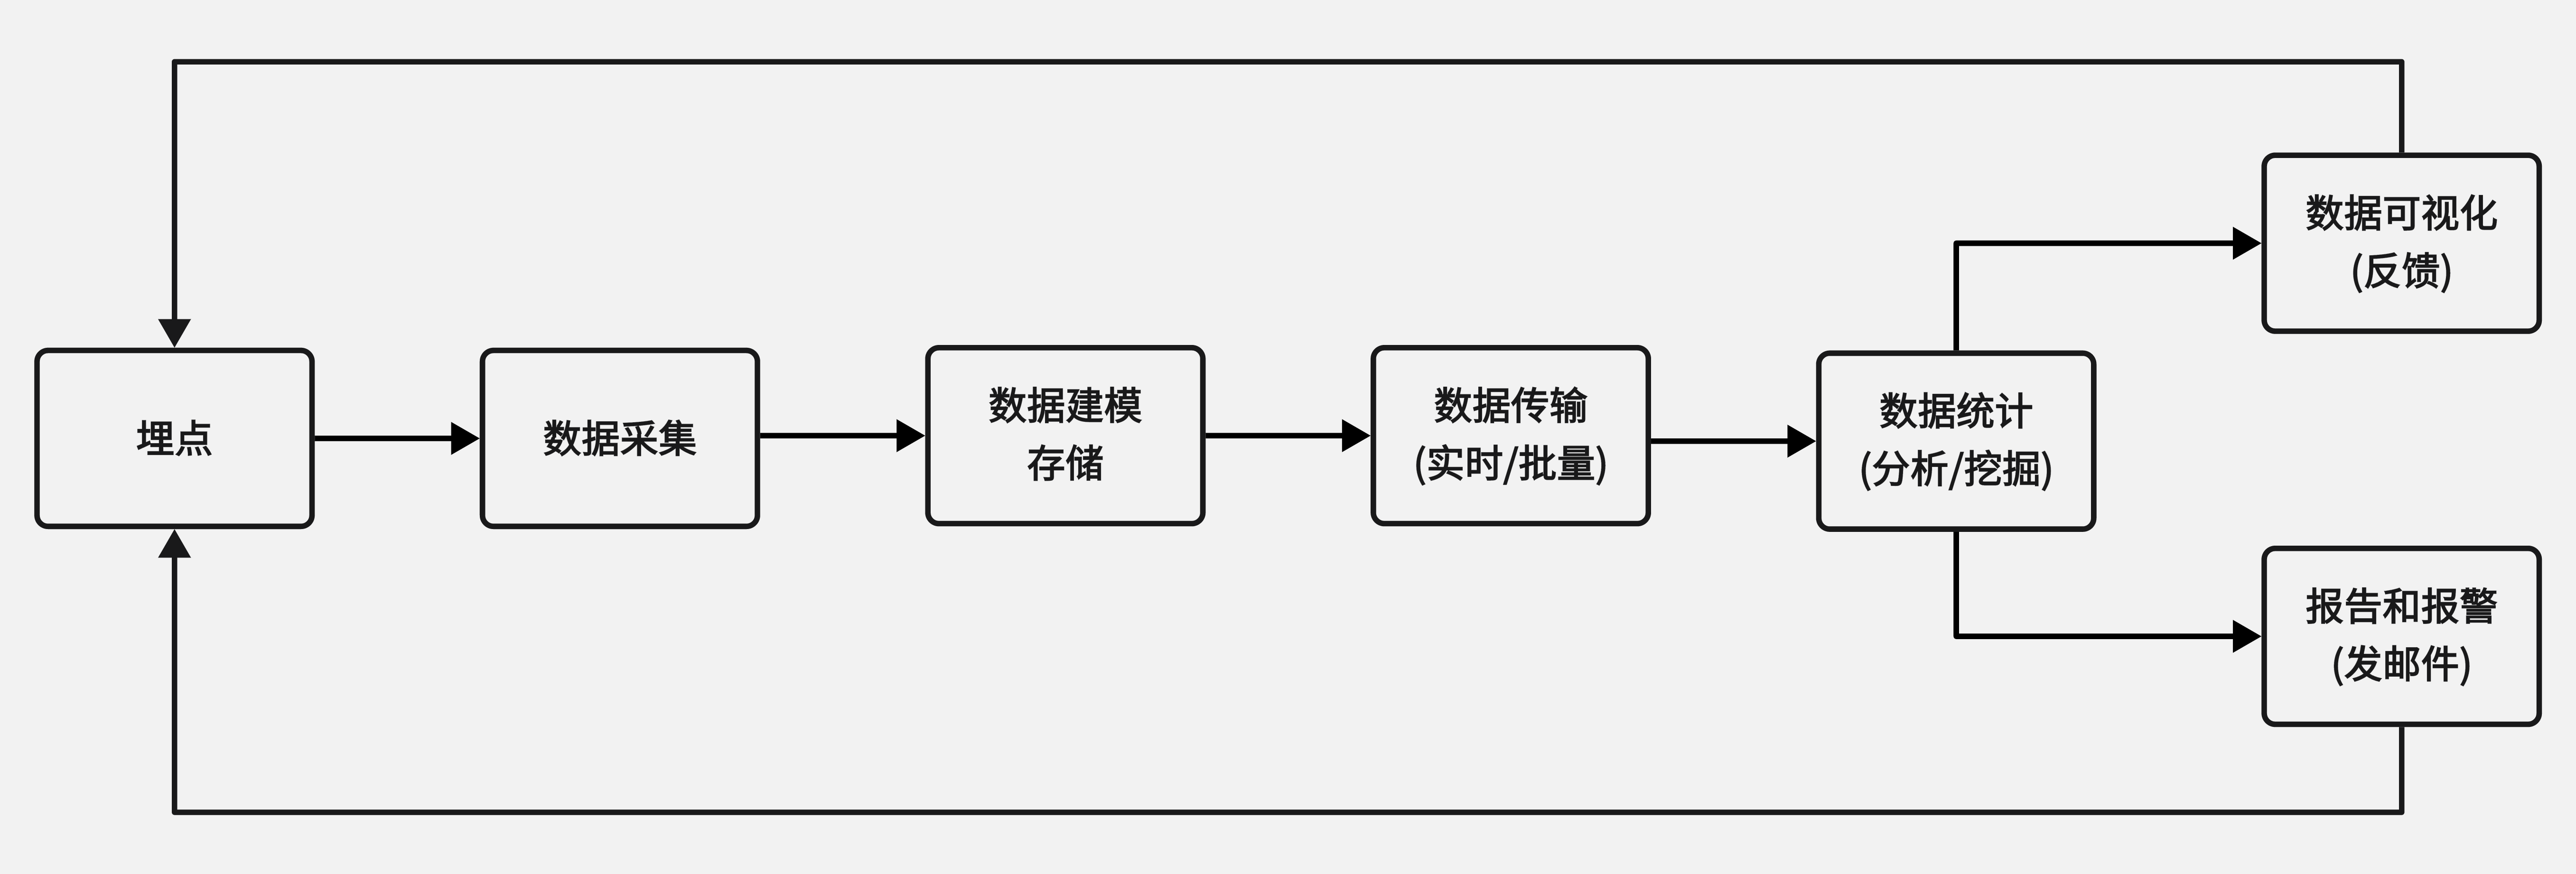 埋点
数据采集
数据建模
存储
数据传输
(实时/批量)
数据统计
(分析/挖掘)
数据可视化
(反馈)
报告和报警
(发邮件)